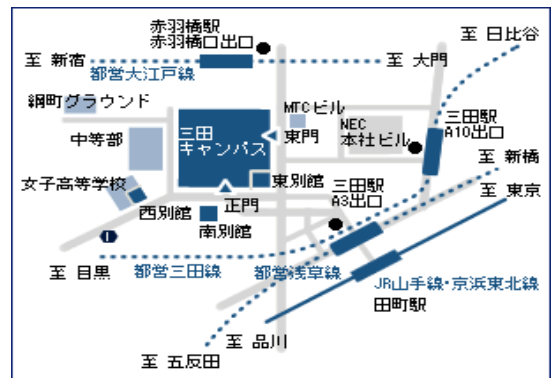 赤羽橋駅
赤羽橋口出口
至 日比谷
至 新宿
至 大門
都営大江戸線
綱町グラウンド
MTCビル
三田駅
A10出口
中等部
三田
キャンパス
東門
NEC
本社ビル
至 新橋
女子高等学校
東別館
三田駅
A3出口
至 東京
西別館
正門
南別館
至 目黒
都営三田線
都営浅草線
JR山手線・京浜東北線
田町駅
至 品川
至 五反田